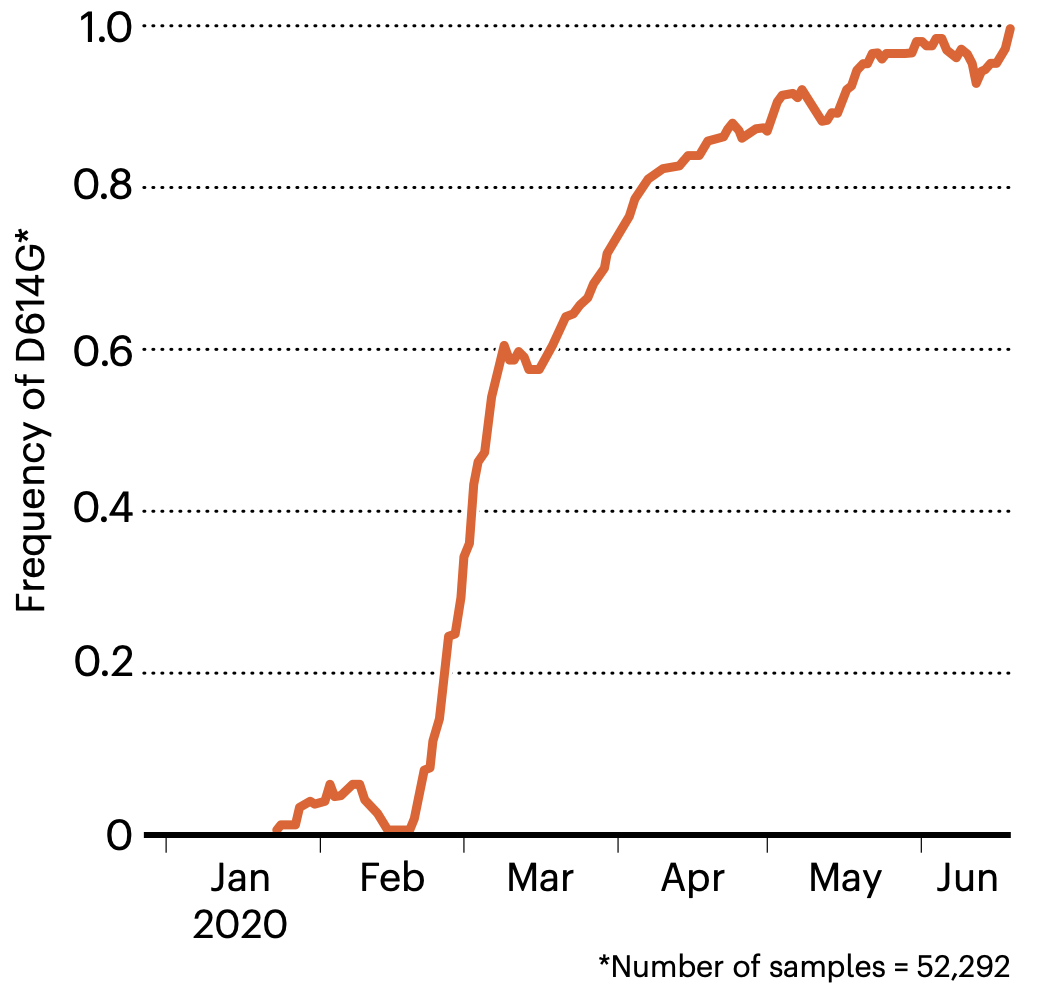 1.0
0.8
0.6
0.4
0.2
0
Frequency of D614G*
Jan Feb Mar Apr May Jun
2020
*Number of samples = 52,292